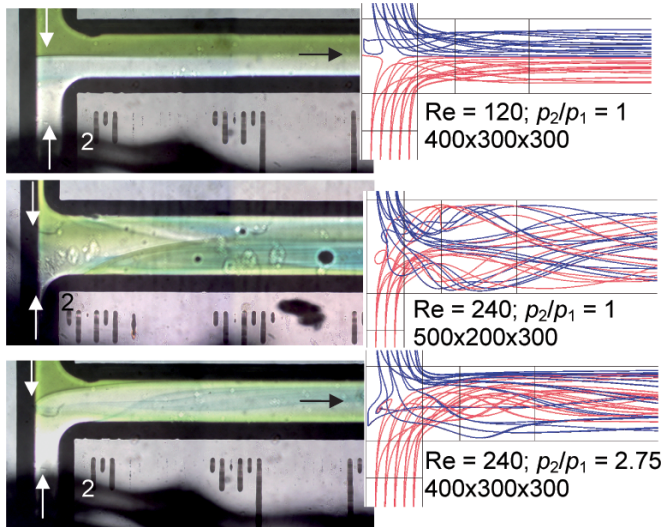 2
Re = 120; p₂/p₁ = 1
400x300x300
2
Re = 240; p₂/p₁ = 1
500x200x300
2
Re = 240; p₂/p₁ = 2.75
400x300x300